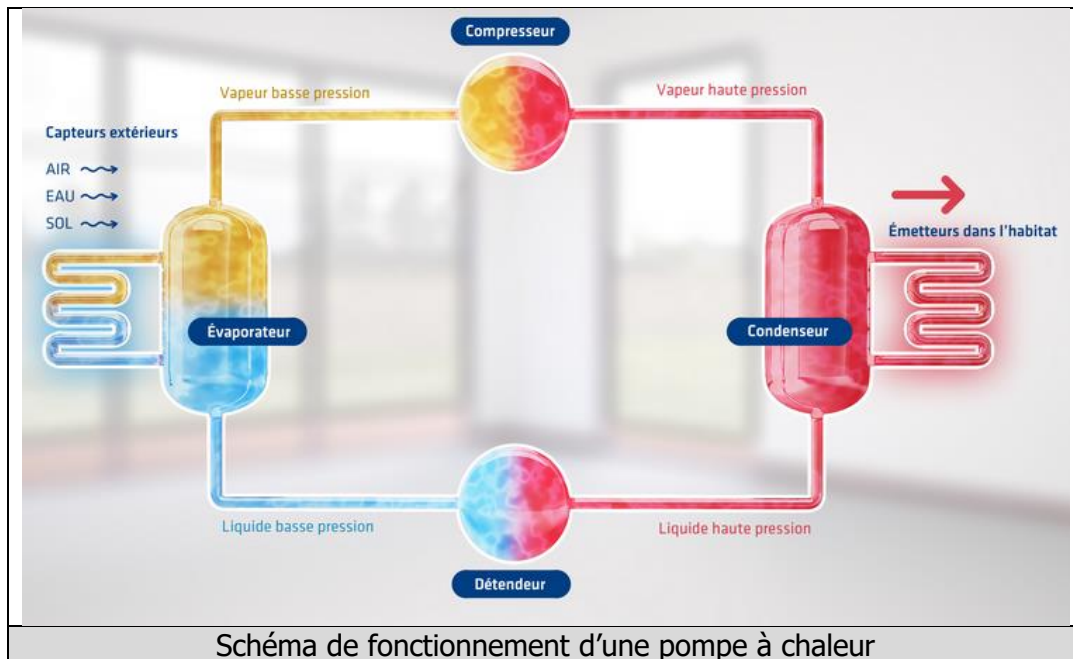 Compresseur
Vapeur basse pression
Vapeur haute pression
Capteurs extérieurs
AIR
EAU
SOL
Émetteurs dans l'habitat
Évaporateur
Condenseur
Liquide basse pression
Liquide haute pression
Détendeur
Schéma de fonctionnement d'une pompe à chaleur